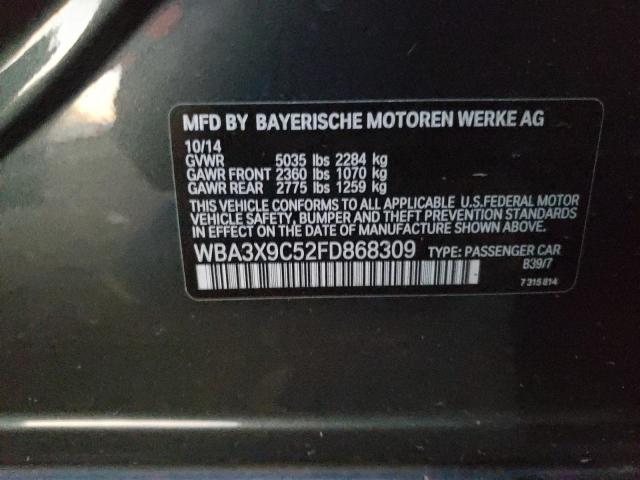 MFD BY BAYERISCHE MOTOREN WERKE AG
10/14
GVWR 5035 lbs 2284 kg
GAWR FRONT 2360 lbs 1070 kg
GAWR REAR 2775 lbs 1259 kg
THIS VEHICLE CONFORMS TO ALL APPLICABLE U.S.FEDERAL MOTOR
VEHICLE SAFETY, BUMPER AND THEFT PREVENTION STANDARDS
IN EFFECT ON THE DATE OF MANUFACTURE SHOWN ABOVE.
WBA3X9C52FD868309 TYPE: PASSENGER CAR
B39/7
7 315 814